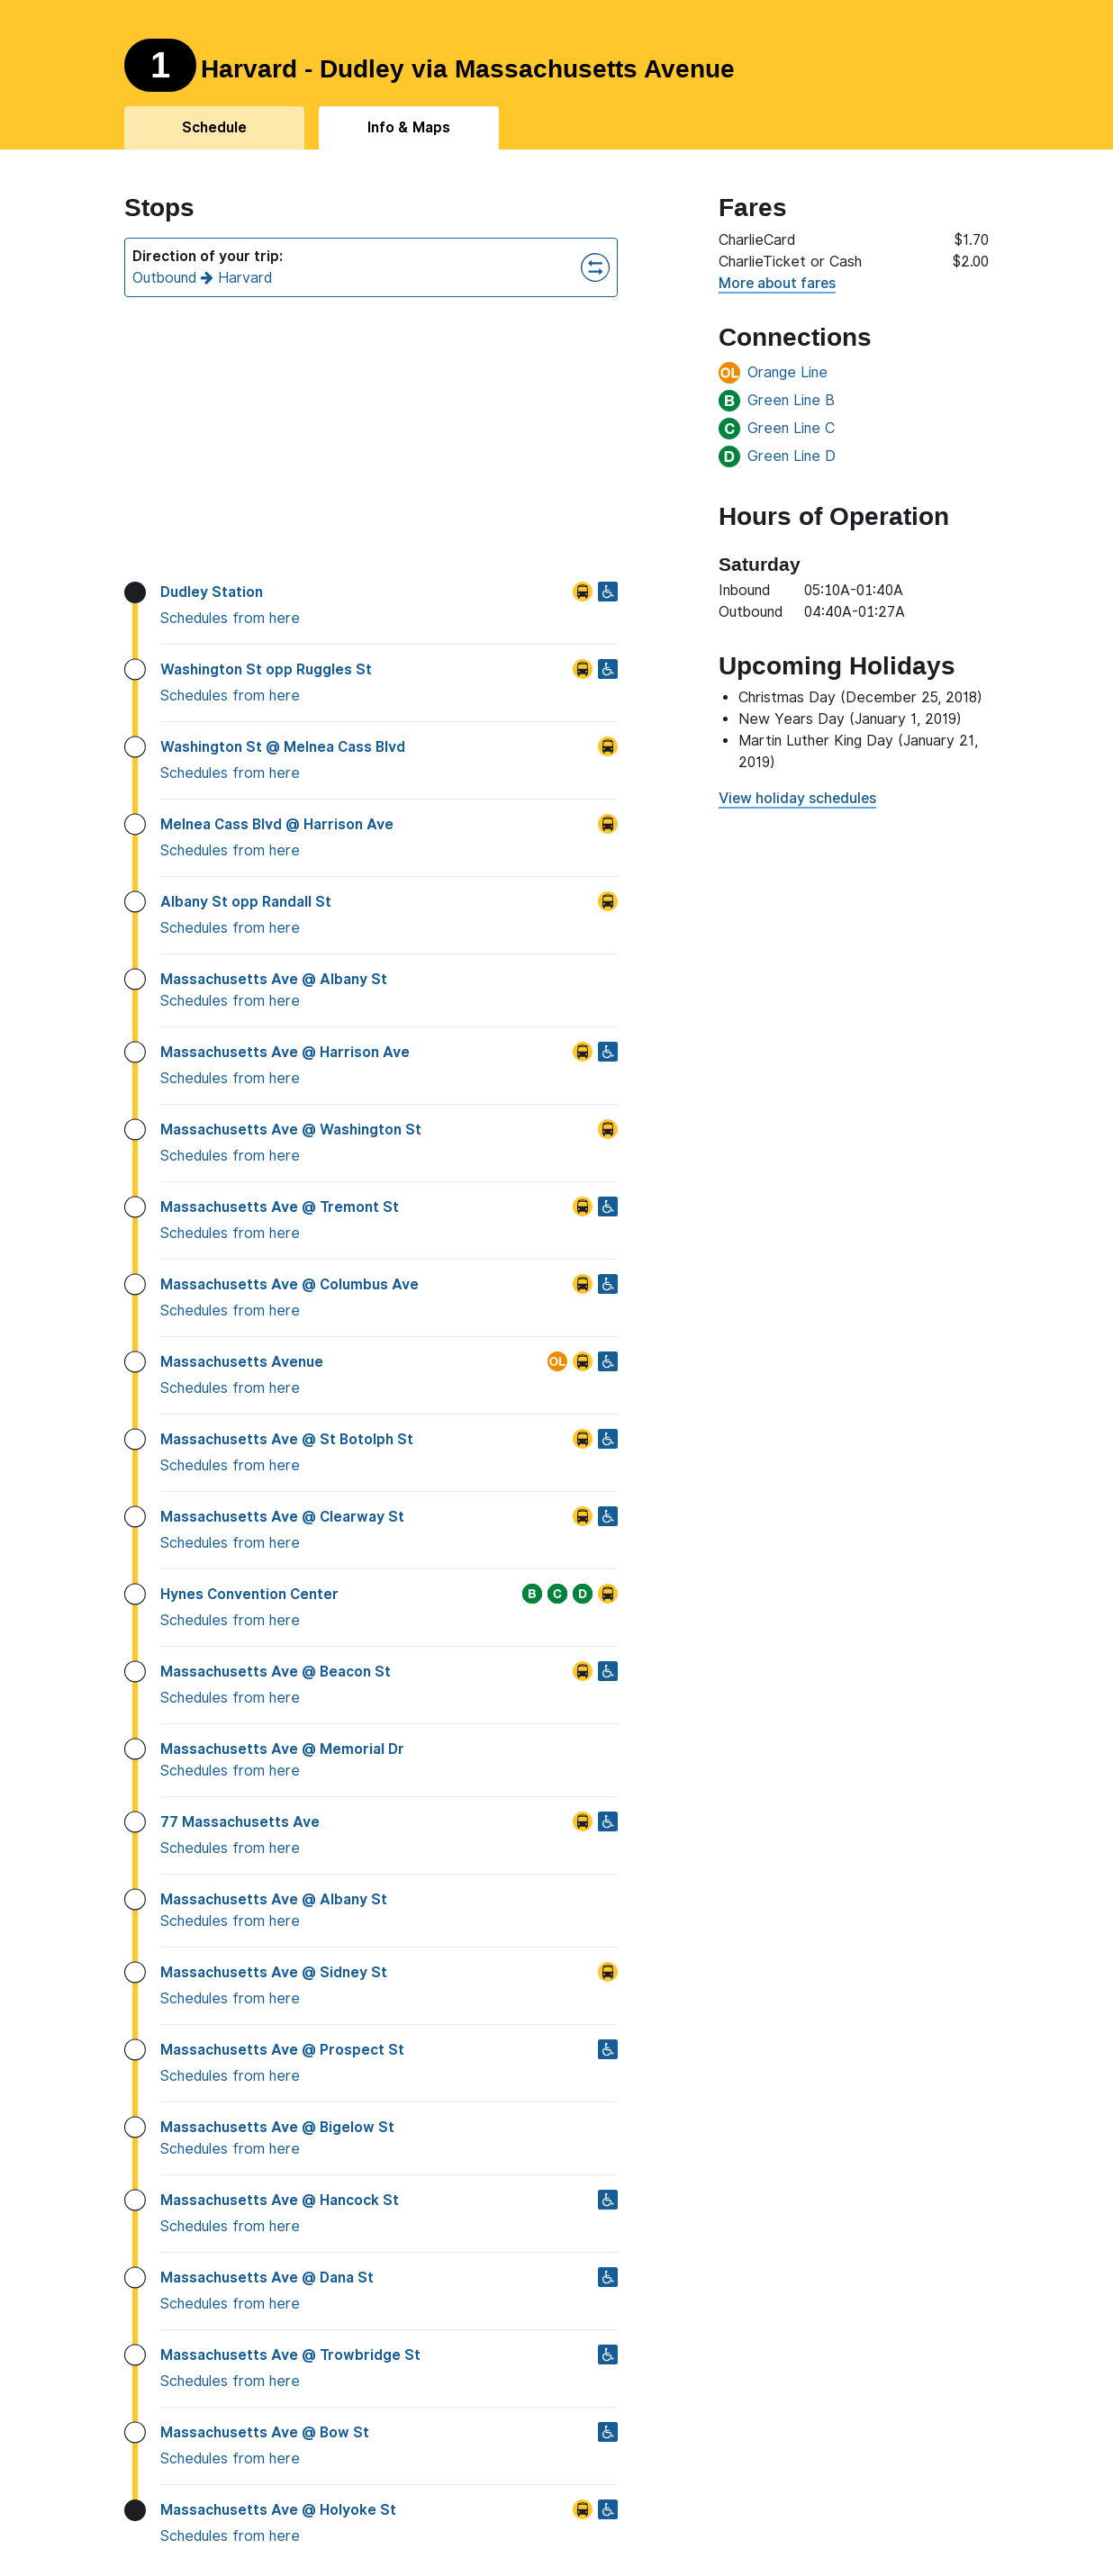 1 Harvard - Dudley via Massachusetts Avenue
Schedule
Info & Maps
Stops
Direction of your trip:
Outbound → Harvard
Dudley Station
Schedules from here
Washington St opp Ruggles St
Schedules from here
Washington St @ Melnea Cass Blvd
Schedules from here
Melnea Cass Blvd @ Harrison Ave
Schedules from here
Albany St opp Randall St
Schedules from here
Massachusetts Ave @ Albany St
Schedules from here
Massachusetts Ave @ Harrison Ave
Schedules from here
Massachusetts Ave @ Washington St
Schedules from here
Massachusetts Ave @ Tremont St
Schedules from here
Massachusetts Ave @ Columbus Ave
Schedules from here
Massachusetts Avenue OL
Schedules from here
Massachusetts Ave @ St Botolph St
Schedules from here
Massachusetts Ave @ Clearway St
Schedules from here
Hynes Convention Center B C D
Schedules from here
Massachusetts Ave @ Beacon St
Schedules from here
Massachusetts Ave @ Memorial Dr
Schedules from here
77 Massachusetts Ave
Schedules from here
Massachusetts Ave @ Albany St
Schedules from here
Massachusetts Ave @ Sidney St
Schedules from here
Massachusetts Ave @ Prospect St
Schedules from here
Massachusetts Ave @ Bigelow St
Schedules from here
Massachusetts Ave @ Hancock St
Schedules from here
Massachusetts Ave @ Dana St
Schedules from here
Massachusetts Ave @ Trowbridge St
Schedules from here
Massachusetts Ave @ Bow St
Schedules from here
Massachusetts Ave @ Holyoke St
Schedules from here
Fares
CharlieCard $1.70
CharlieTicket or Cash $2.00
More about fares
Connections
OL Orange Line
B Green Line B
C Green Line C
D Green Line D
Hours of Operation
Saturday
Inbound 05:10A-01:40A
Outbound 04:40A-01:27A
Upcoming Holidays
• Christmas Day (December 25, 2018)
• New Years Day (January 1, 2019)
• Martin Luther King Day (January 21,
2019)
View holiday schedules